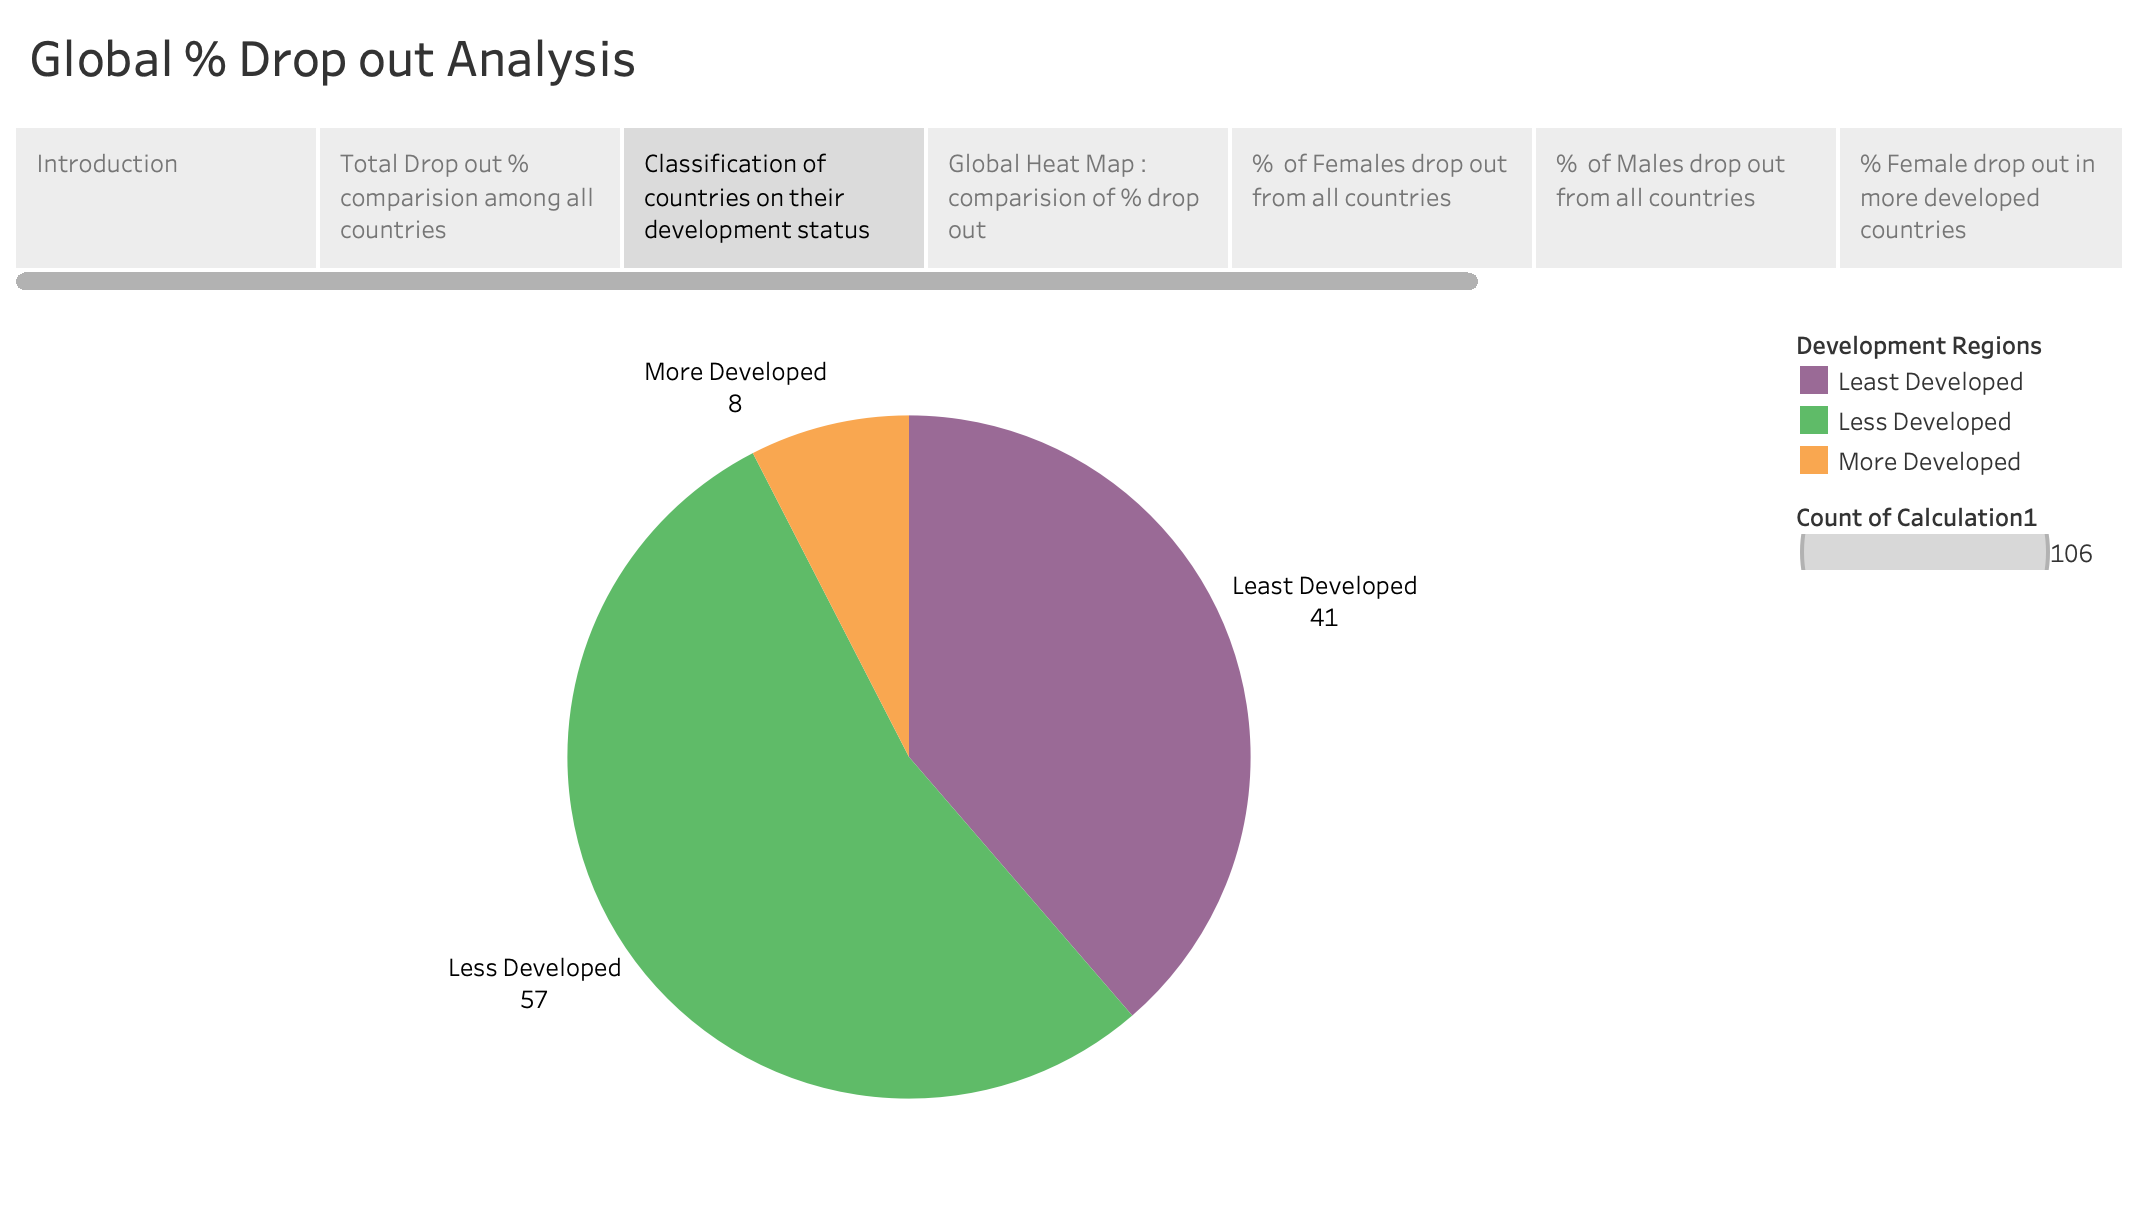 Global % Drop out Analysis
Introduction
Total Drop out %
comparision among all
countries
Classification of
countries on their
development status
Global Heat Map :
comparision of % drop
out
% of Females drop out
from all countries
% of Males drop out
from all countries
% Female drop out in
more developed
countries
Development Regions
Least Developed
Less Developed
More Developed
Count of Calculation1
106
More Developed
8
Least Developed
41
Less Developed
57